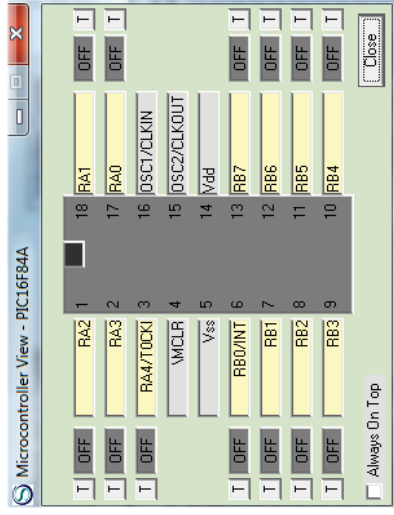 Microcontroller View - PIC16F84A
T OFF RA2 1 18 RA1 OFF T
T OFF RA3 2 17 RA0 OFF T
T OFF RA4/T0CKI 3 16 OSC1/CLKIN
\MCLR 4 15 OSC2/CLKOUT
Vss 5 14 Vdd
T OFF RB0/INT 6 13 RB7 OFF T
T OFF RB1 7 12 RB6 OFF T
T OFF RB2 8 11 RB5 OFF T
T OFF RB3 9 10 RB4 OFF T
Always On Top Close